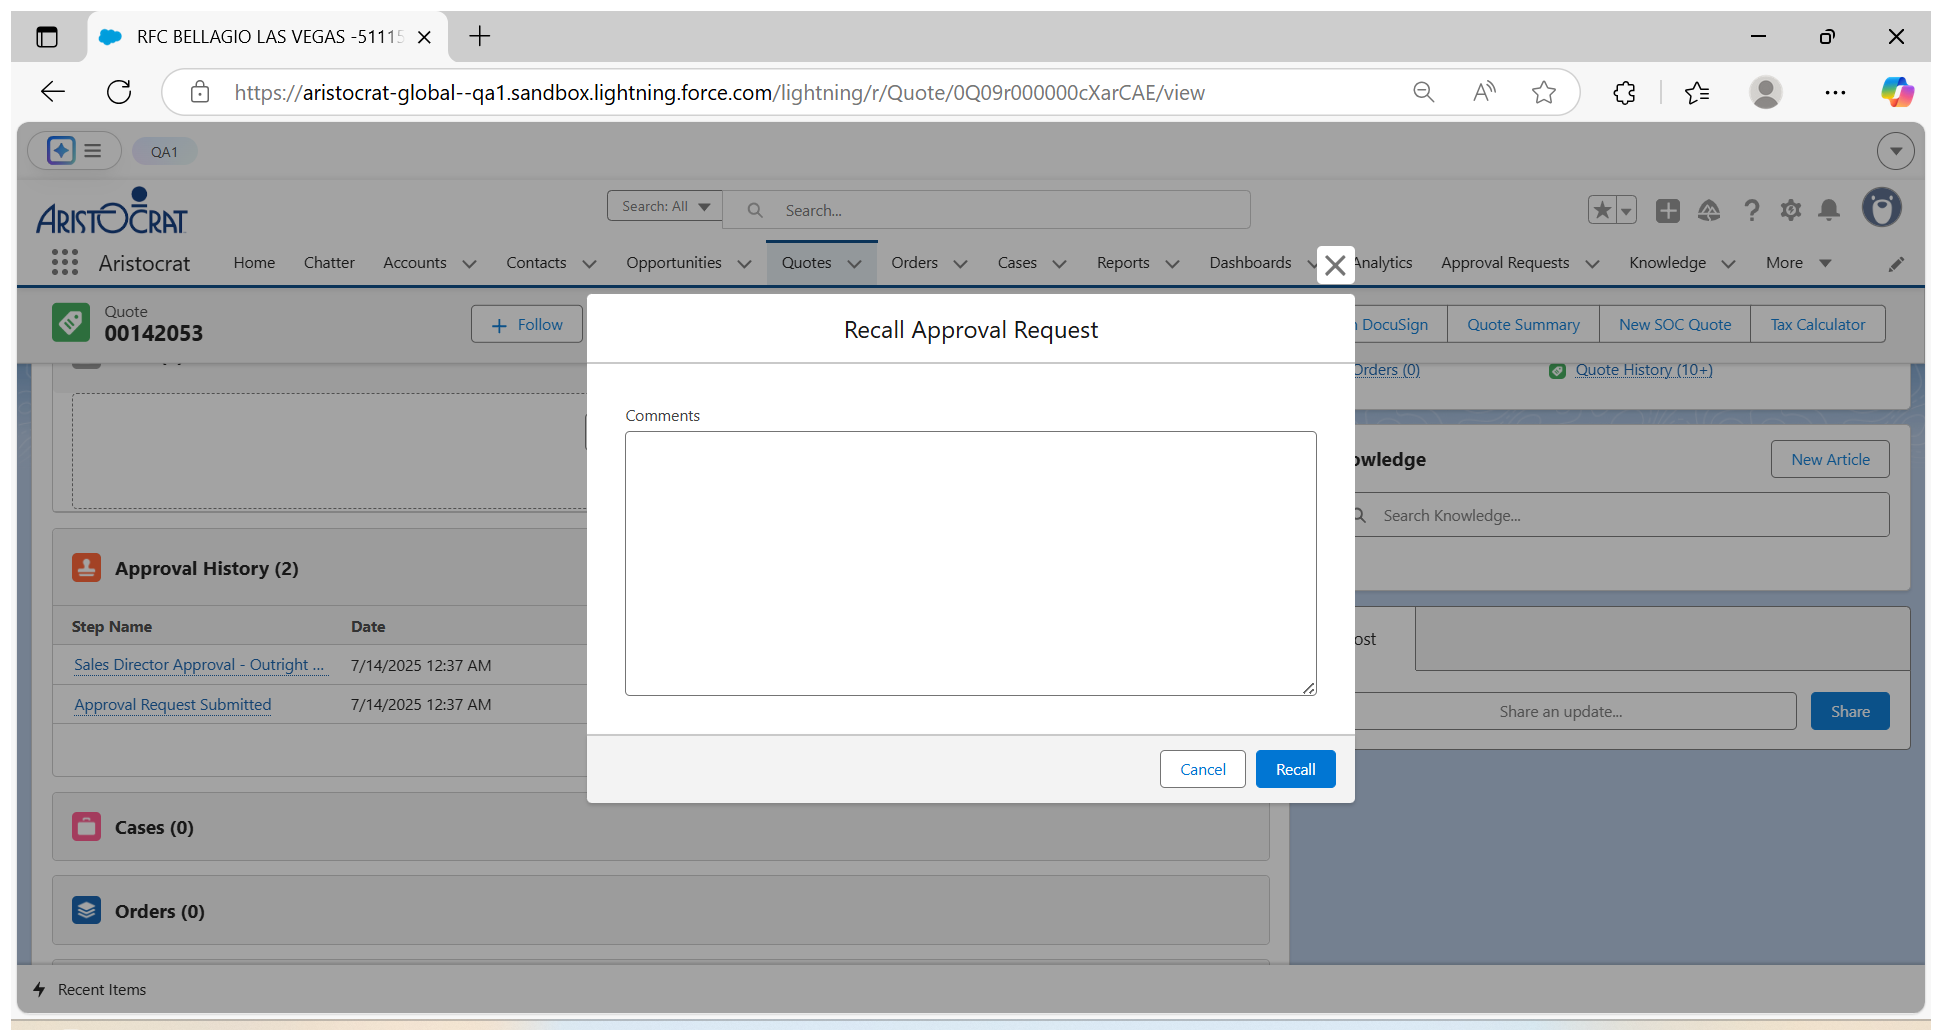 RFC BELLAGIO LAS VEGAS -51115
https://aristocrat-global--qa1.sandbox.lightning.force.com/lightning/r/Quote/0Q09r000000cXarCAE/view
QA1
ARISTOCRAT
Search: All
Search...
Aristocrat
Home
Chatter
Accounts
Contacts
Opportunities
Quotes
Orders
Cases
Reports
Dashboards
Analytics
Approval Requests
Knowledge
More
Quote
00142053
Follow
DocuSign
Quote Summary
New SOC Quote
Tax Calculator
Recall Approval Request
Orders (0)
Quote History (10+)
Comments
New Article
Search Knowledge...
Approval History (2)
Step Name
Date
Sales Director Approval - Outright ...
7/14/2025 12:37 AM
Approval Request Submitted
7/14/2025 12:37 AM
Share an update...
Share
Cancel
Recall
Cases (0)
Orders (0)
Recent Items